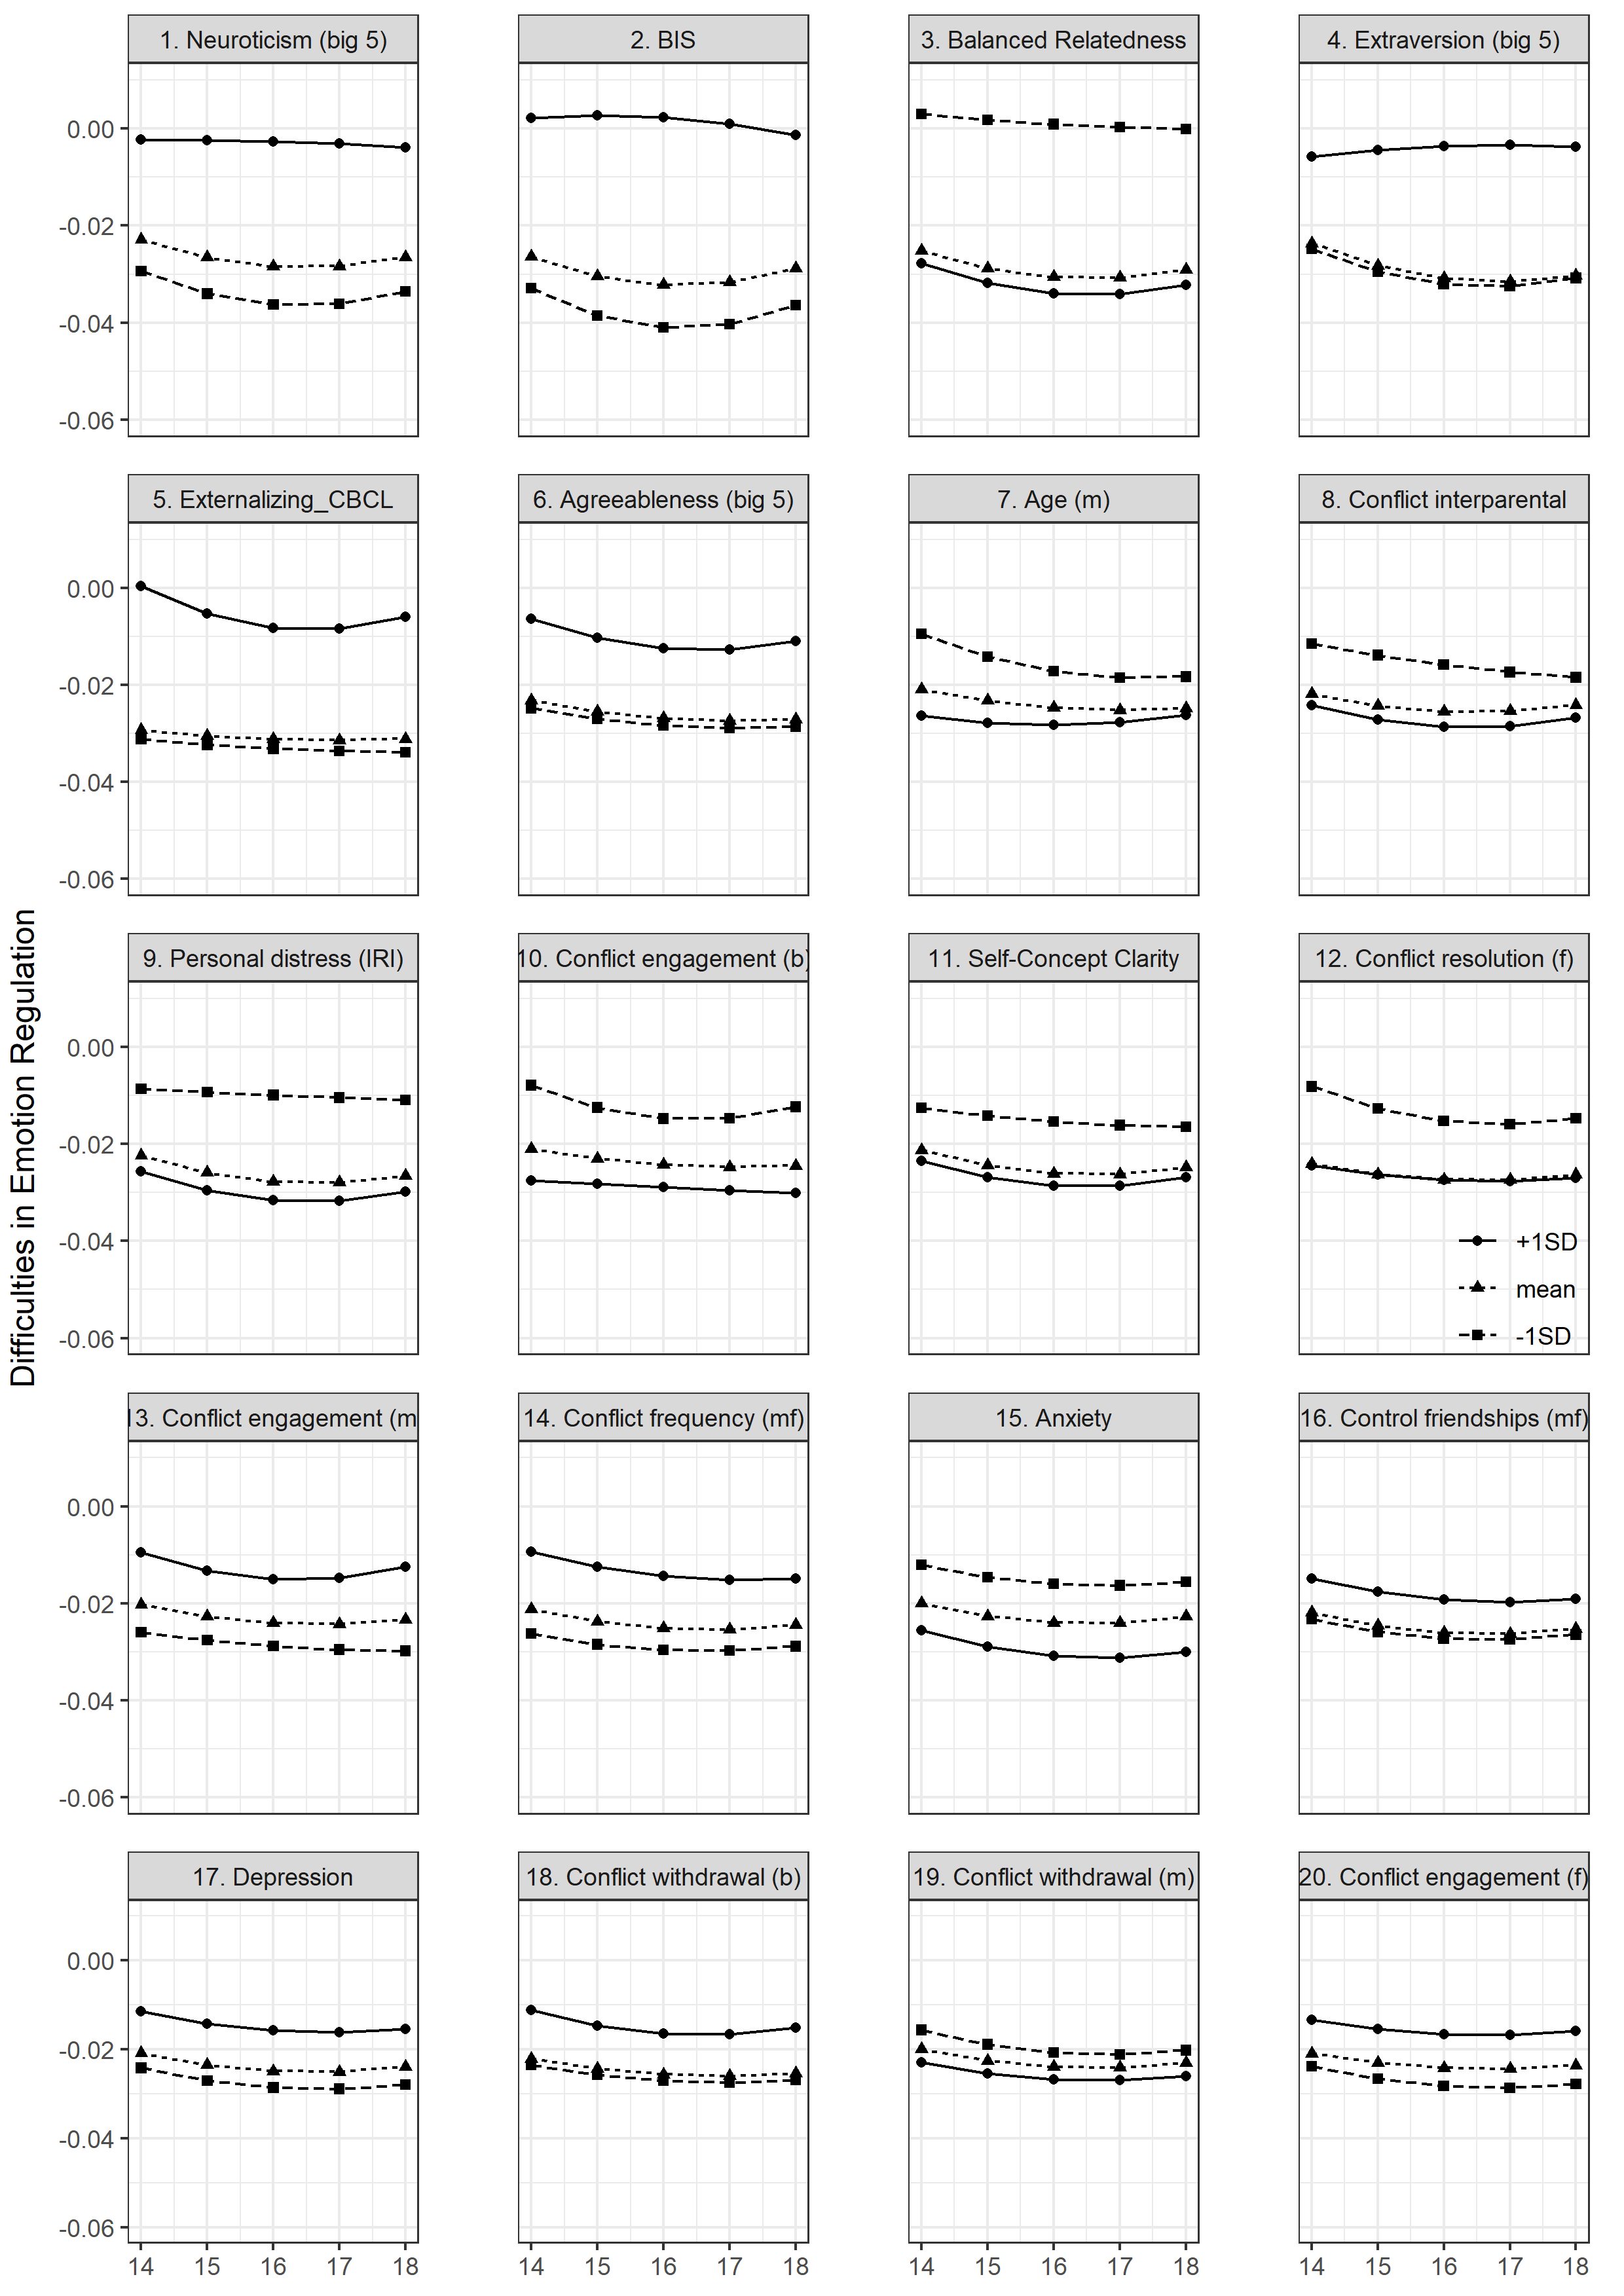 1. Neuroticism (big 5)
2. BIS
3. Balanced Relatedness
4. Extraversion (big 5)
0.00
-0.02
-0.04
-0.06
5. Externalizing_CBCL
6. Agreeableness (big 5)
7. Age (m)
8. Conflict interparental
0.00
-0.02
-0.04
-0.06
Difficulties in Emotion Regulation
9. Personal distress (IRI)
10. Conflict engagement (b)
11. Self-Concept Clarity
12. Conflict resolution (f)
0.00
-0.02
-0.04
-0.06
+1SD
mean
-1SD
13. Conflict engagement (m
14. Conflict frequency (mf)
15. Anxiety
16. Control friendships (mf)
0.00
-0.02
-0.04
-0.06
17. Depression
18. Conflict withdrawal (b)
19. Conflict withdrawal (m)
20. Conflict engagement (f)
0.00
-0.02
-0.04
-0.06
14 15 16 17 18
14 15 16 17 18
14 15 16 17 18
14 15 16 17 18